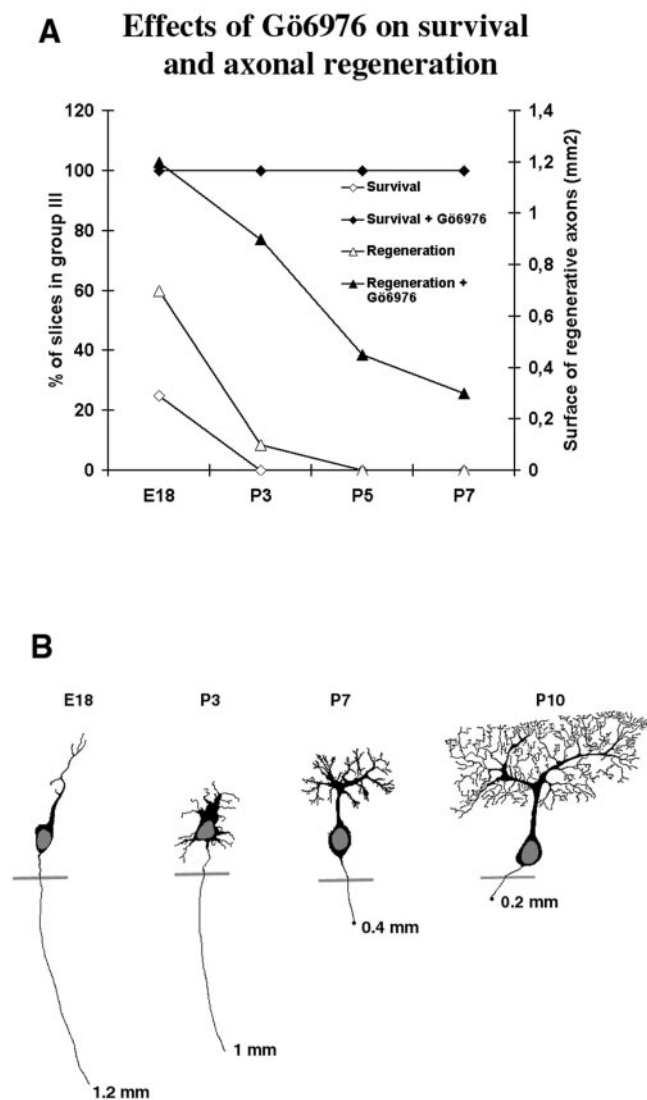 A
Effects of Gö6976 on survival
and axonal regeneration
120
100
80
60
40
20
0
% of slices in group III
1,4
1,2
1
0,8
0,6
0,4
0,2
0
Surface of regenerative axons (mm2)
Survival
Survival + Gö6976
Regeneration
Regeneration +
Gö6976
E18 P3 P5 P7
B
E18 P3 P7 P10
1.2 mm
1 mm
0.4 mm
0.2 mm